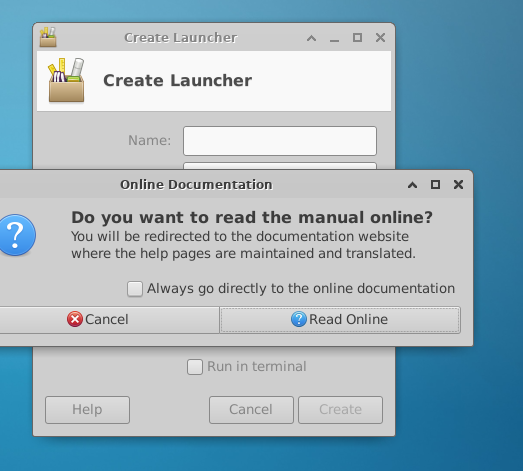 Create Launcher
Create Launcher
Name:
Online Documentation
Do you want to read the manual online?
You will be redirected to the documentation website
where the help pages are maintained and translated.
Always go directly to the online documentation
Cancel
Read Online
Run in terminal
Help
Cancel
Create